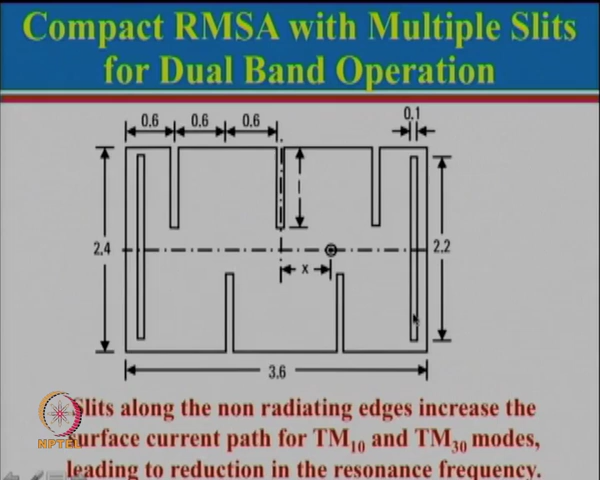 Compact RMSA with Multiple Slits
for Dual Band Operation
0.6 0.6 0.6 0.1
2.4 2.2
x
3.6
Slits along the non radiating edges increase the
surface current path for TM10 and TM30 modes,
leading to reduction in the resonance frequency.
NPTEL